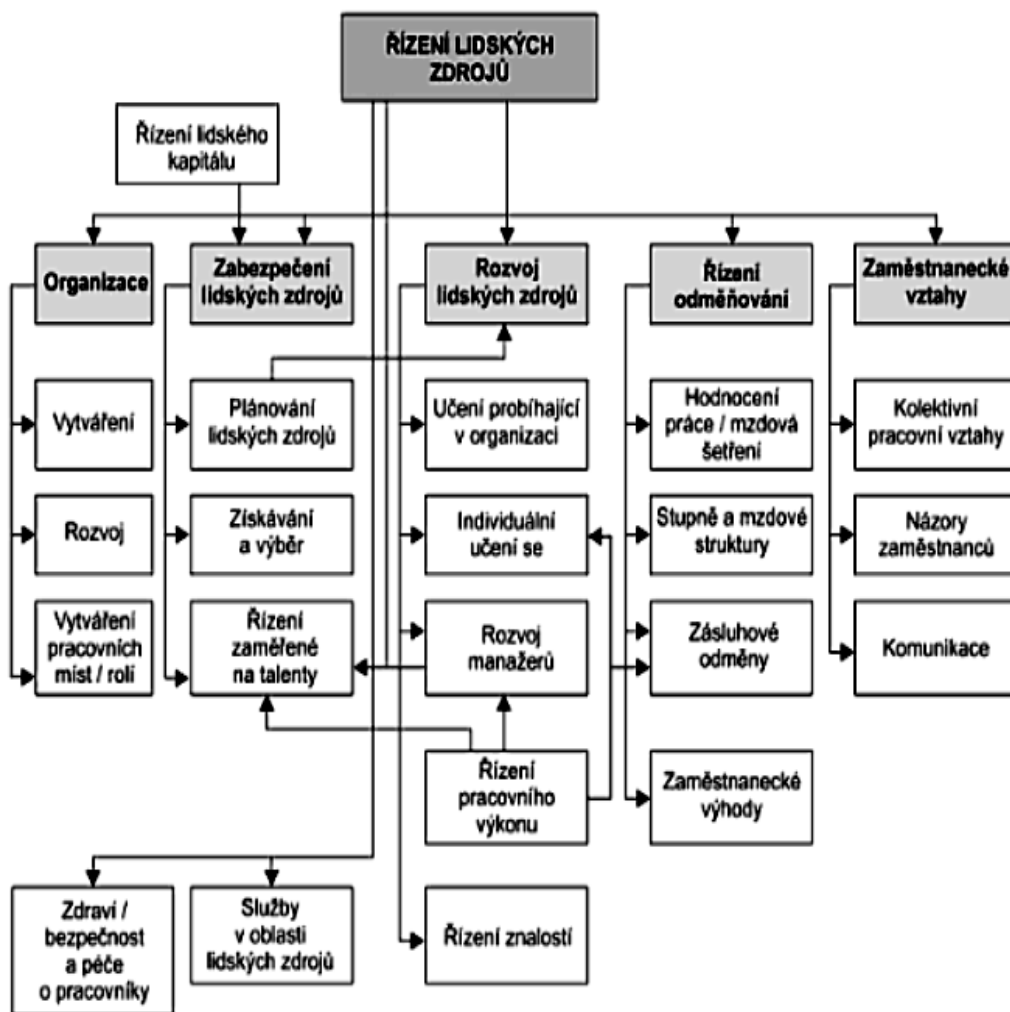 ŘÍZENÍ LIDSKÝCH
ZDROJŮ
Řízení lidského
kapitálu
Organizace
Zabezpečení
lidských zdrojů
Rozvoj
lidských zdrojů
Řízení
odměňování
Zaměstnanecké
vztahy
Vytváření
Plánování
lidských zdrojů
Učení probíhající
v organizaci
Hodnocení
práce / mzdová
šetření
Kolektivní
pracovní vztahy
Rozvoj
Získávání
a výběr
Individuální
učení se
Stupně a mzdové
struktury
Názory
zaměstnanců
Vytváření
pracovních
míst / rolí
Řízení
zaměřené
na talenty
Rozvoj
manažerů
Zásluhové
odměny
Komunikace
Řízení
pracovního
výkonu
Zaměstnanecké
výhody
Zdraví /
bezpečnost
a péče
o pracovníky
Služby
v oblasti
lidských zdrojů
Řízení znalostí